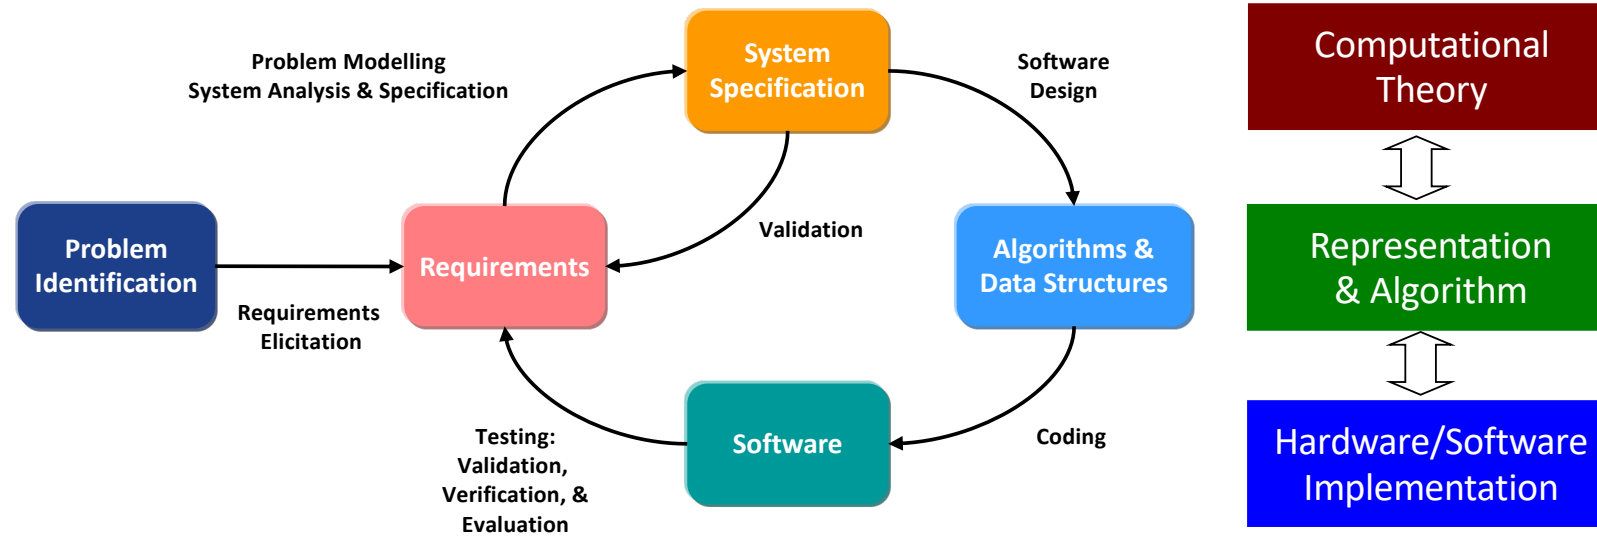 Problem Modelling
System Analysis & Specification
System
Specification
Software
Design
Problem
Identification
Requirements
Elicitation
Requirements
Validation
Algorithms &
Data Structures
Testing:
Validation,
Verification, &
Evaluation
Software
Coding
Computational
Theory
Representation
& Algorithm
Hardware/Software
Implementation